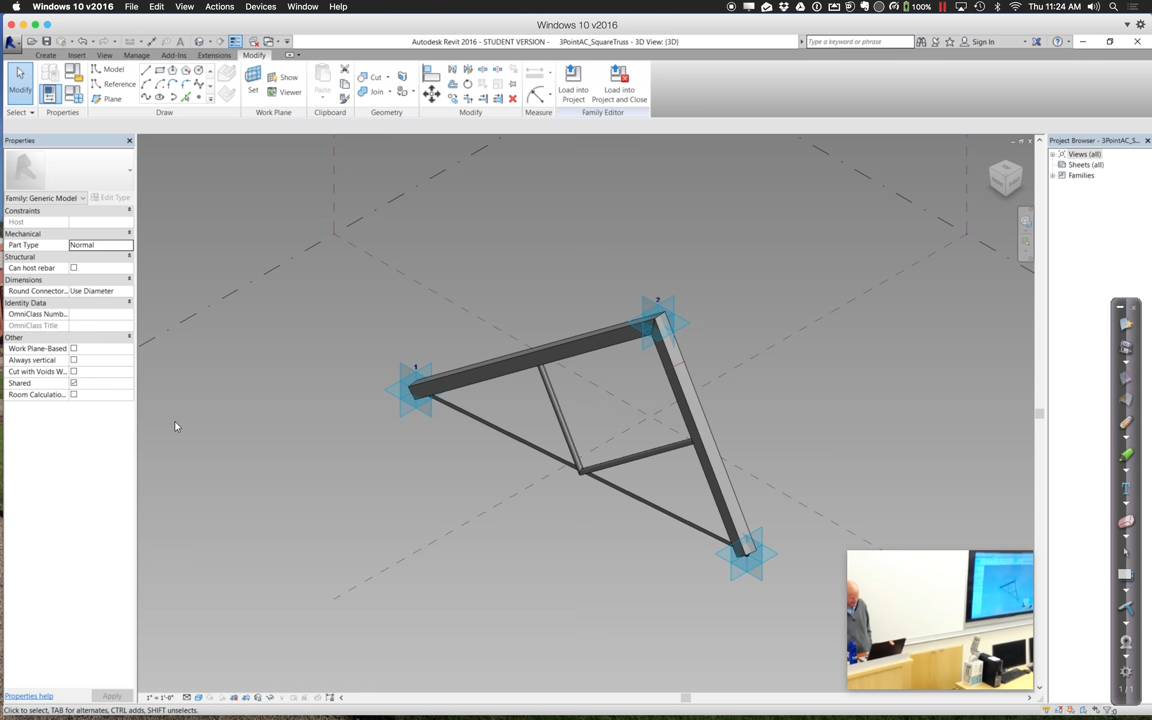 Windows 10 v2016 File Edit View Actions Devices Window Help 100% Thu 11:24 AM
Windows 10 v2016
Autodesk Revit 2016 - STUDENT VERSION - 3PointAC_SquareTruss - 3D View: {3D} Type a keyword or phrase Sign In
Create Insert Annotate View Manage Add-Ins Extensions Modify
Modify Model Reference Plane Set Show Viewer Paste Cut Join Load into Project Load into Project and Close
Select Properties Draw Work Plane Clipboard Geometry Modify Measure Family Editor
Properties
Project Browser - 3PointAC_S...
Views (all)
Sheets (all)
Families
Family: Generic Model Edit Type
Constraints
Host
Mechanical
Part Type Normal
Structural
Can host rebar
Dimensions
Round Connector... Use Diameter
Identity Data
OmniClass Numb...
OmniClass Title
Other
Work Plane-Based
Always vertical
Cut with Voids W...
Shared
Room Calculatio...
2
1
1 / 1
Properties help Apply
1" = 1'-0"
Click to select, TAB for alternates, CTRL adds, SHIFT unselects.